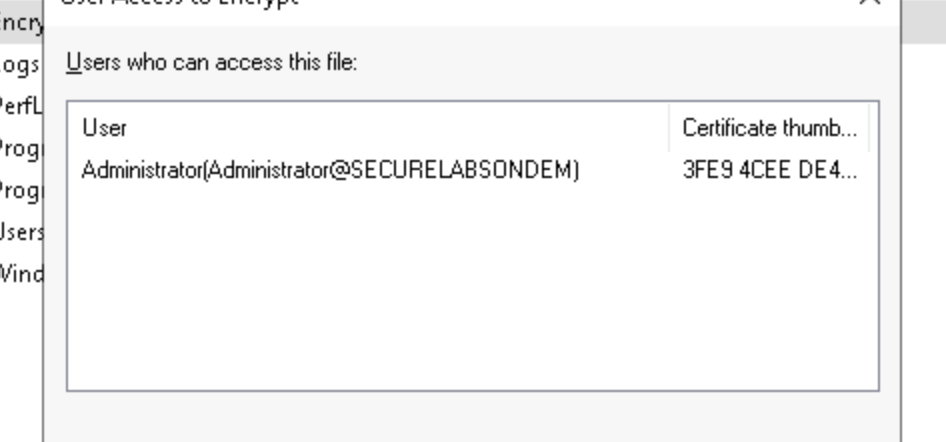 User Access to Encrypt
Users who can access this file:
User
Certificate thumb...
Administrator(Administrator@SECURELABSONDEM)
3FE9 4CEE DE4...
Encry
Logs
PerfL
Progr
Progr
Users
Wind